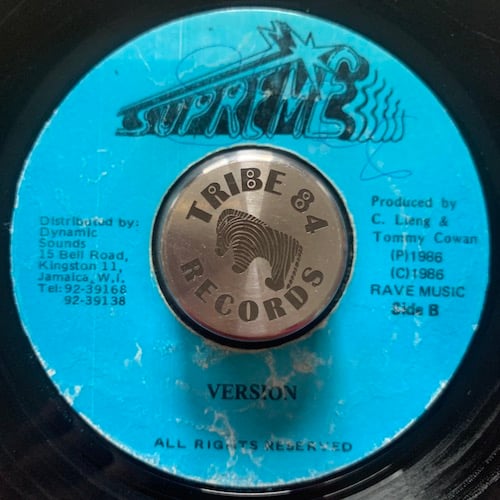 SUPREME
Distributed by:
Dynamic
Sounds
15 Bell Road,
Kingston 11,
Jamaica, W.I.
Tel: 92-39168
92-39138
TRIBE 84
RECORDS
Produced by
C. Lieng &
Tommy Cowan
(P)1986
(C)1986
RAVE MUSIC
Side B
VERSION
ALL RIGHTS RESERVED